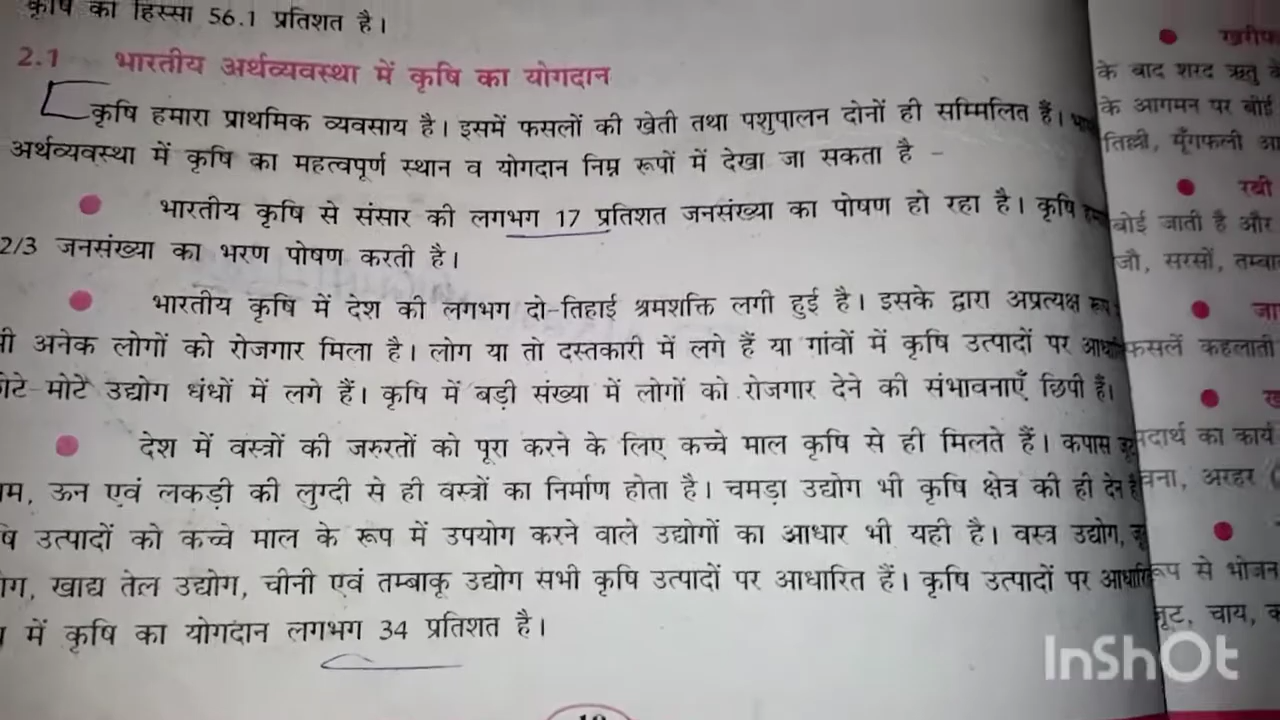 कृषि का हिस्सा 56.1 प्रतिशत है।
2.1 भारतीय अर्थव्यवस्था में कृषि का योगदान
कृषि हमारा प्राथमिक व्यवसाय है। इसमें फसलों की खेती तथा पशुपालन दोनों ही सम्मिलित हैं।
अर्थव्यवस्था में कृषि का महत्वपूर्ण स्थान व योगदान निम्न रूपों में देखा जा सकता है –
● भारतीय कृषि से संसार की लगभग 17 प्रतिशत जनसंख्या का पोषण हो रहा है। कृषि
2/3 जनसंख्या का भरण पोषण करती है।
● भारतीय कृषि में देश की लगभग दो-तिहाई श्रमशक्ति लगी हुई है। इसके द्वारा अप्रत्यक्ष रूप
अनेक लोगों को रोजगार मिला है। लोग या तो दस्तकारी में लगे हैं या गांवों में कृषि उत्पादों पर
मोटे उद्योग धंधों में लगे हैं। कृषि में बड़ी संख्या में लोगों को रोजगार देने की संभावनाएँ छिपी हैं।
● देश में वस्त्रों की जरुरतों को पूरा करने के लिए कच्चे माल कृषि से ही मिलते हैं। कपास
ऊन एवं लकड़ी की लुग्दी से ही वस्त्रों का निर्माण होता है। चमड़ा उद्योग भी कृषि क्षेत्र की ही देन
उत्पादों को कच्चे माल के रूप में उपयोग करने वाले उद्योगों का आधार भी यही है। वस्त्र उद्योग,
खाद्य तेल उद्योग, चीनी एवं तम्बाकू उद्योग सभी कृषि उत्पादों पर आधारित हैं। कृषि उत्पादों पर
में कृषि का योगदान लगभग 34 प्रतिशत है।
● खरीफ
के बाद शरद ऋतु
के आगमन पर बोई
तिल्ली, मूँगफली
● रबी
बोई जाती है और
जौ, सरसों,
●
फसलें कहलाती
●
पदार्थ का कार्य
चना, अरहर
●
रूप से भोजन
जूट, चाय,
InShOt